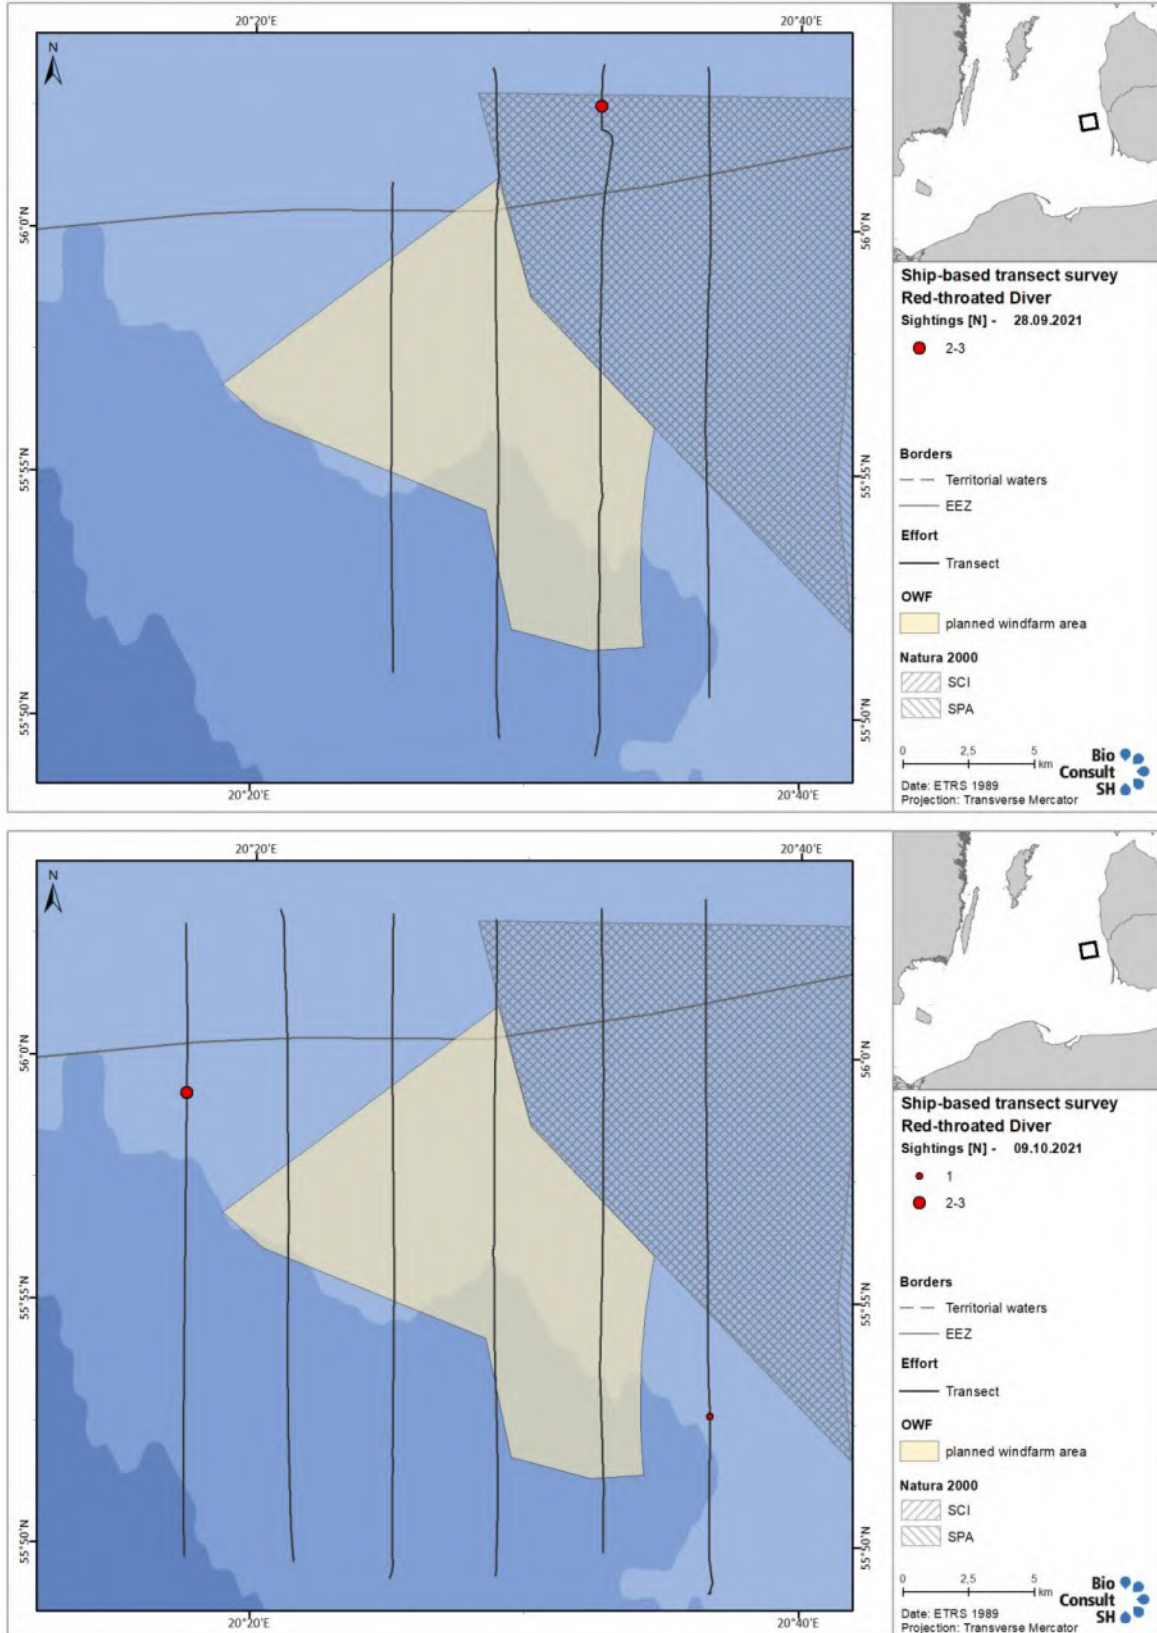 20°20'E 20°40'E
N
56°0'N
56°0'N
55°55'N
55°55'N
55°50'N
55°50'N
20°20'E 20°40'E
Ship-based transect survey
Red-throated Diver
Sightings [N] - 28.09.2021
2-3
Borders
Territorial waters
EEZ
Effort
Transect
OWF
planned windfarm area
Natura 2000
SCI
SPA
0 2,5 5
km
Date: ETRS 1989
Projection: Transverse Mercator
Bio
Consult
SH
20°20'E 20°40'E
N
56°0'N
56°0'N
55°55'N
55°55'N
55°50'N
55°50'N
20°20'E 20°40'E
Ship-based transect survey
Red-throated Diver
Sightings [N] - 09.10.2021
1
2-3
Borders
Territorial waters
EEZ
Effort
Transect
OWF
planned windfarm area
Natura 2000
SCI
SPA
0 2,5 5
km
Date: ETRS 1989
Projection: Transverse Mercator
Bio
Consult
SH